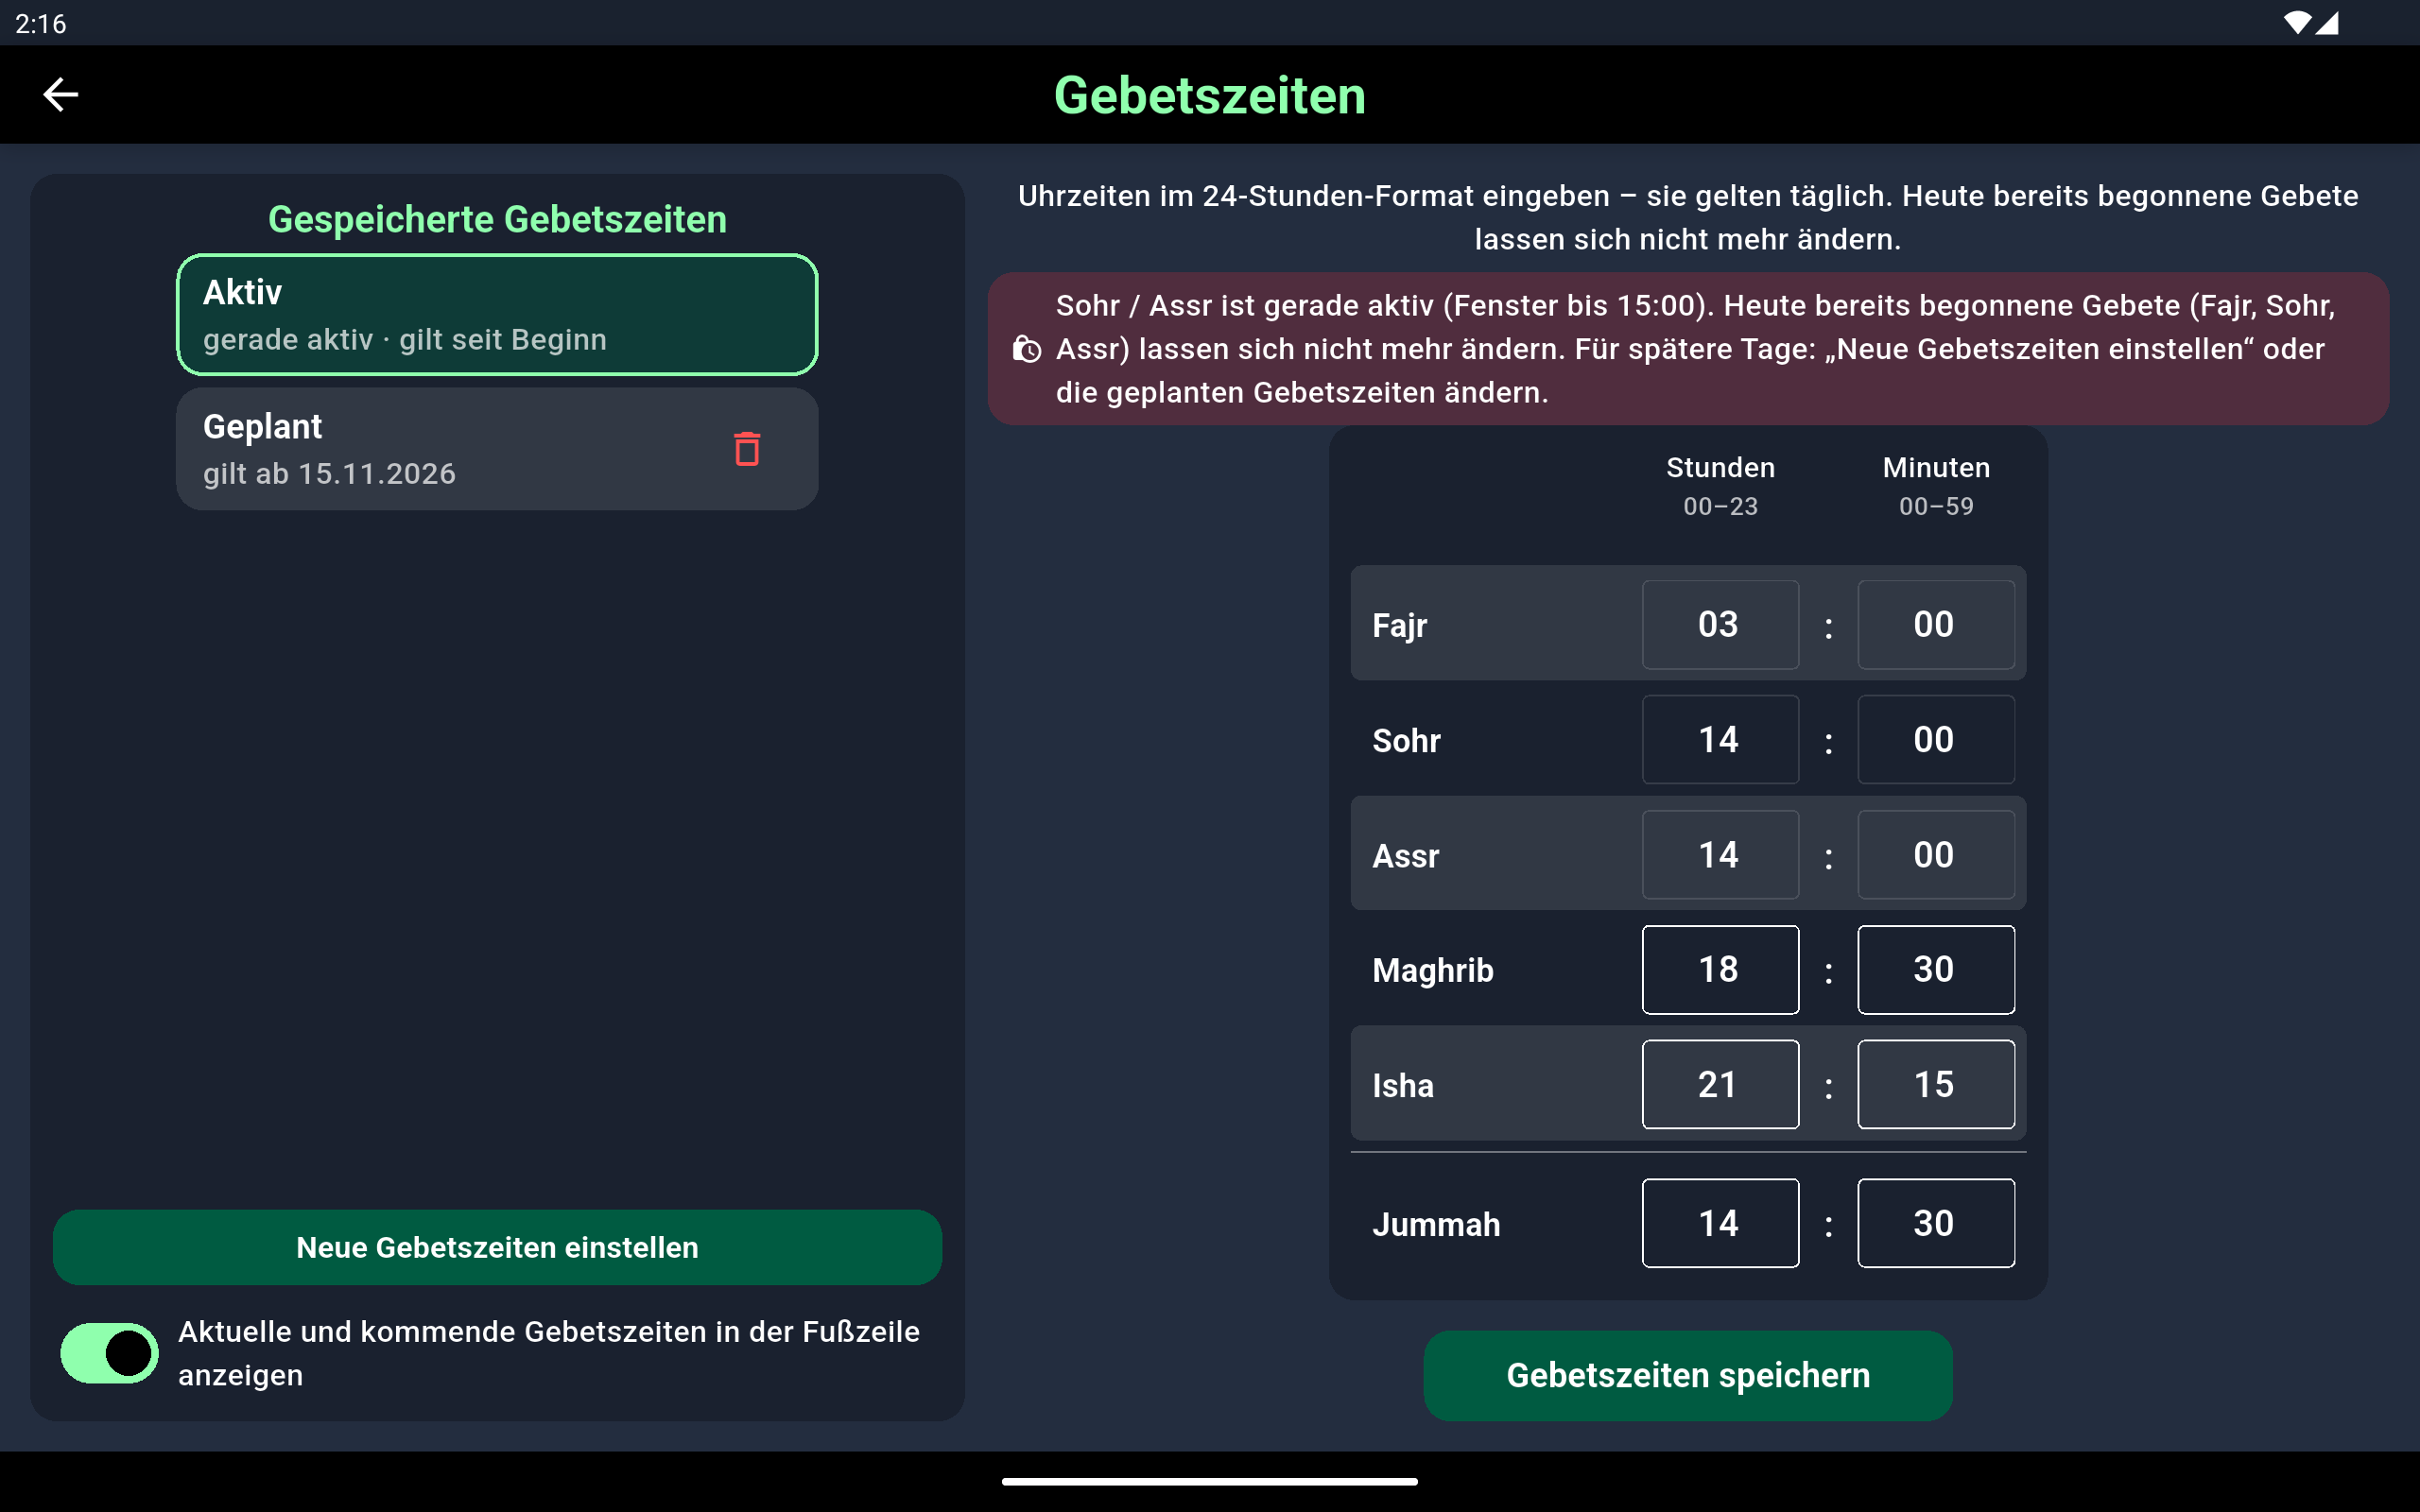 2:16
Gebetszeiten
Gespeicherte Gebetszeiten
Aktiv
gerade aktiv · gilt seit Beginn
Geplant
gilt ab 15.11.2026
Neue Gebetszeiten einstellen
Aktuelle und kommende Gebetszeiten in der Fußzeile
anzeigen
Uhrzeiten im 24-Stunden-Format eingeben – sie gelten täglich. Heute bereits begonnene Gebete
lassen sich nicht mehr ändern.
Sohr / Assr ist gerade aktiv (Fenster bis 15:00). Heute bereits begonnene Gebete (Fajr, Sohr,
Assr) lassen sich nicht mehr ändern. Für spätere Tage: „Neue Gebetszeiten einstellen“ oder
die geplanten Gebetszeiten ändern.
Stunden Minuten
00–23 00–59
Fajr 03 : 00
Sohr 14 : 00
Assr 14 : 00
Maghrib 18 : 30
Isha 21 : 15
Jummah 14 : 30
Gebetszeiten speichern